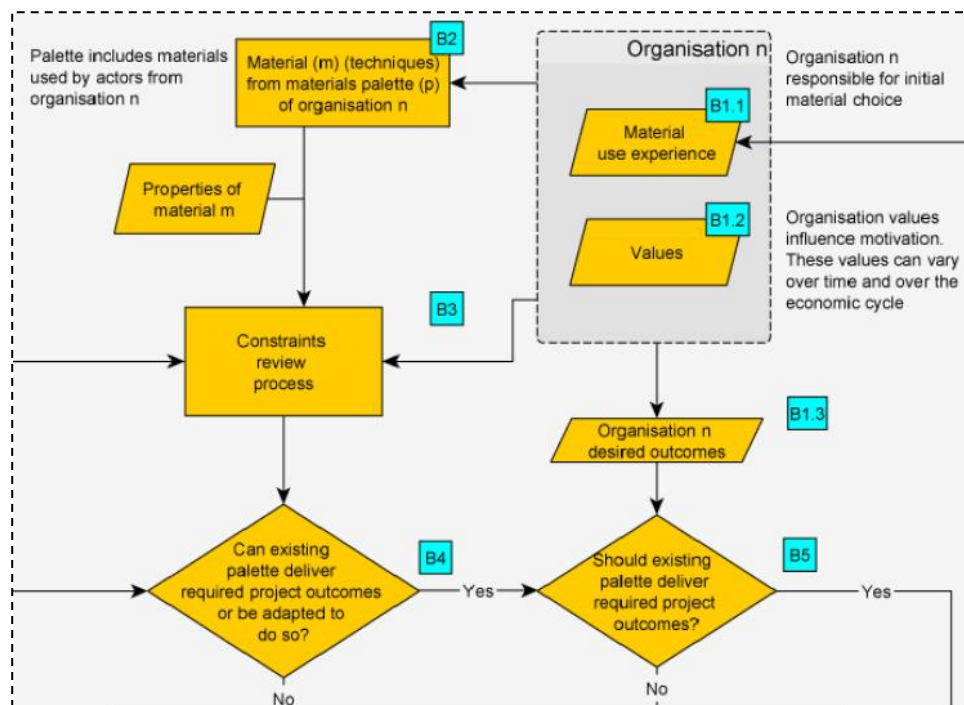 Palette includes materials
used by actors from
organisation n
B2
Material (m) (techniques)
from materials palette (p)
of organisation n
Organisation n
Organisation n
responsible for initial
material choice
B1.1
Material
use experience
Properties of
material m
B1.2
Values
Organisation values
influence motivation.
These values can vary
over time and over the
economic cycle
B3
Constraints
review
process
B1.3
Organisation n
desired outcomes
Can existing
palette deliver
required project outcomes
or be adapted to
do so?
B4
Yes
Should existing
palette deliver
required project
outcomes?
B5
Yes
No
No